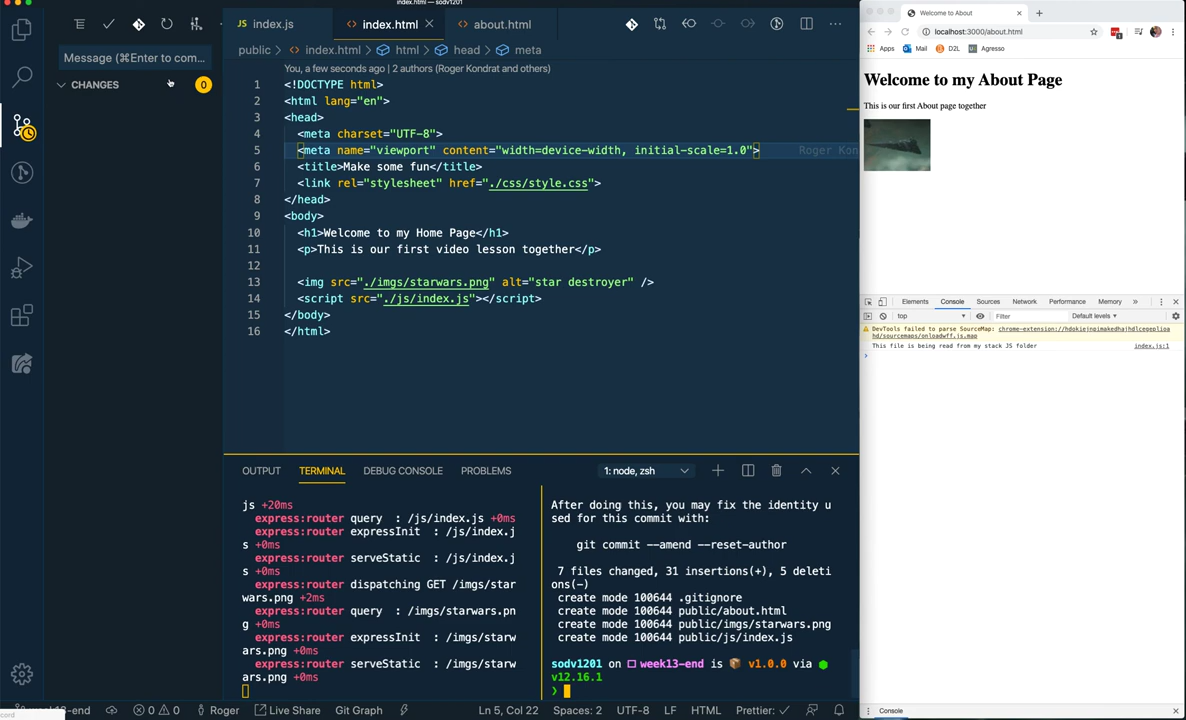 sodv1201
index.js
index.html
about.html
Message (⌘Enter to com...
CHANGES
0
public > index.html > html > head > meta
You, a few seconds ago | 2 authors (Roger Kondrat and others)
1 <!DOCTYPE html>
2 <html lang="en">
3 <head>
4 <meta charset="UTF-8">
5 <meta name="viewport" content="width=device-width, initial-scale=1.0"> Roger Kon
6 <title>Make some fun</title>
7 <link rel="stylesheet" href="./css/style.css">
8 </head>
9 <body>
10 <h1>Welcome to my Home Page</h1>
11 <p>This is our first video lesson together</p>
12
13 <img src="./imgs/starwars.png" alt="star destroyer" />
14 <script src="./js/index.js"></script>
15 </body>
16 </html>
OUTPUT TERMINAL DEBUG CONSOLE PROBLEMS
1: node, zsh
js +20ms
express:router query : /js/index.js +0ms
express:router expressInit : /js/index.j
s +0ms
express:router serveStatic : /js/index.j
s +0ms
express:router dispatching GET /imgs/star
wars.png +2ms
express:router query : /imgs/starwars.pn
g +0ms
express:router expressInit : /imgs/starw
ars.png +0ms
express:router serveStatic : /imgs/starw
ars.png +0ms
After doing this, you may fix the identity u
sed for this commit with:
git commit --amend --reset-author
7 files changed, 31 insertions(+), 5 deleti
ons(-)
create mode 100644 .gitignore
create mode 100644 public/about.html
create mode 100644 public/imgs/starwars.png
create mode 100644 public/js/index.js
sodv1201 on week13-end is v1.0.0 via
v12.16.1
❯
cord
0 0
Roger
Live Share
Git Graph
Ln 5, Col 22
Spaces: 2
UTF-8
LF
HTML
Prettier: ✓
Welcome to About
localhost:3000/about.html
Apps Mail D2L Agresso
Welcome to my About Page
This is our first About page together
Elements Console Sources Network Performance Memory »
top
Filter
Default levels ▾
DevTools failed to parse SourceMap: chrome-extension://hdokiejnpimakedhajhdlcegeplioa
hd/sourcemaps/onloadwff.js.map
This file is being read from my stack JS folder index.js:1
Console